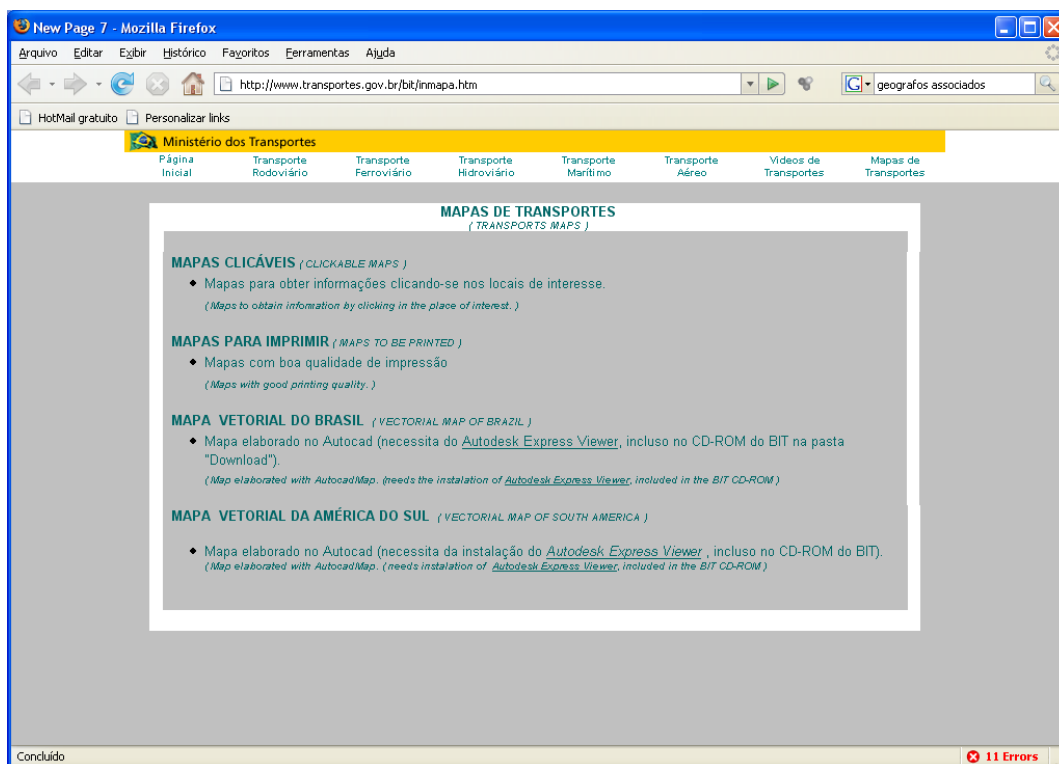 New Page 7 - Mozilla Firefox
Arquivo Editar Exibir Histórico Favoritos Ferramentas Ajuda
http://www.transportes.gov.br/bit/inmapa.htm
G geografos associados
HotMail gratuito Personalizar links
Ministério dos Transportes
Página Inicial
Transporte Rodoviário
Transporte Ferroviário
Transporte Hidroviário
Transporte Marítimo
Transporte Aéreo
Videos de Transportes
Mapas de Transportes
MAPAS DE TRANSPORTES
( TRANSPORTS MAPS )
MAPAS CLICÁVEIS ( CLICKABLE MAPS )
Mapas para obter informações clicando-se nos locais de interesse.
(Maps to obtain information by clicking in the place of interest. )
MAPAS PARA IMPRIMIR ( MAPS TO BE PRINTED )
Mapas com boa qualidade de impressão
(Maps with good printing quality. )
MAPA VETORIAL DO BRASIL ( VECTORIAL MAP OF BRAZIL )
Mapa elaborado no Autocad (necessita do Autodesk Express Viewer, incluso no CD-ROM do BIT na pasta
"Download").
(Map elaborated with AutocadMap. (needs the instalation of Autodesk Express Viewer, included in the BIT CD-ROM )
MAPA VETORIAL DA AMÉRICA DO SUL ( VECTORIAL MAP OF SOUTH AMERICA )
Mapa elaborado no Autocad (necessita da instalação do Autodesk Express Viewer , incluso no CD-ROM do BIT).
(Map elaborated with AutocadMap. ( needs instalation of Autodesk Express Viewer, included in the BIT CD-ROM )
Concluído
11 Errors